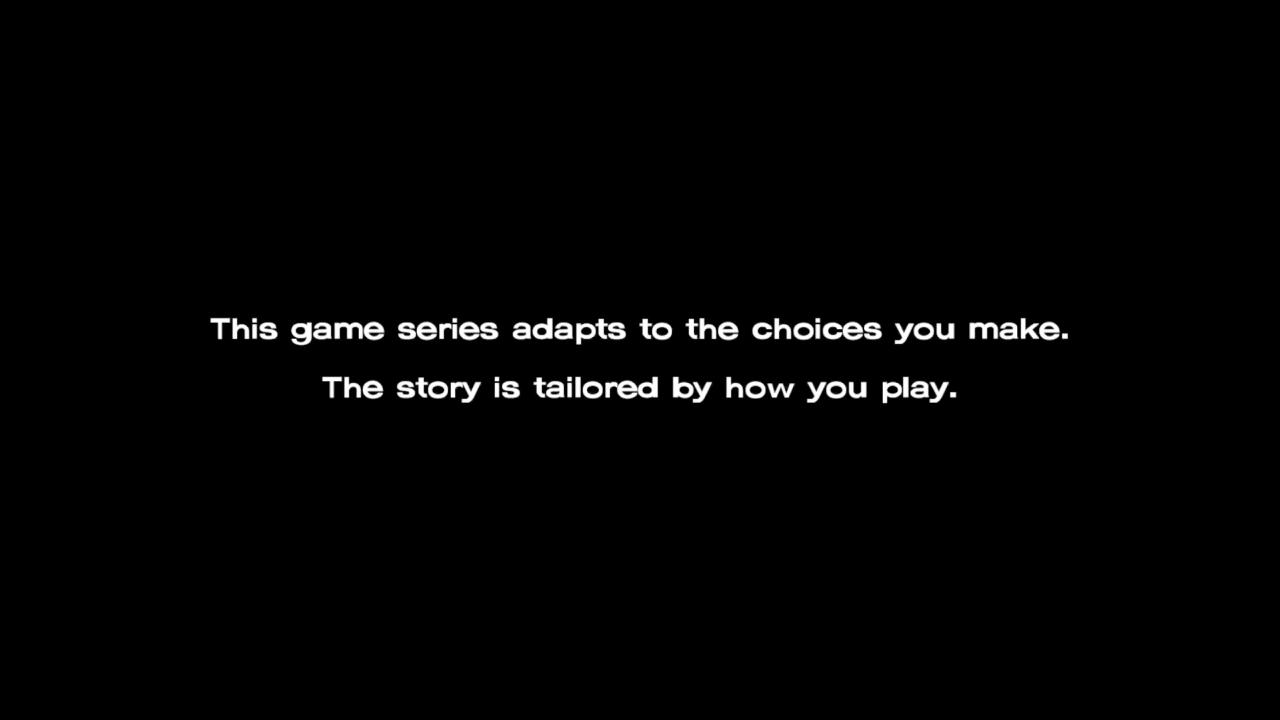 This game series adapts to the choices you make.
The story is tailored by how you play.